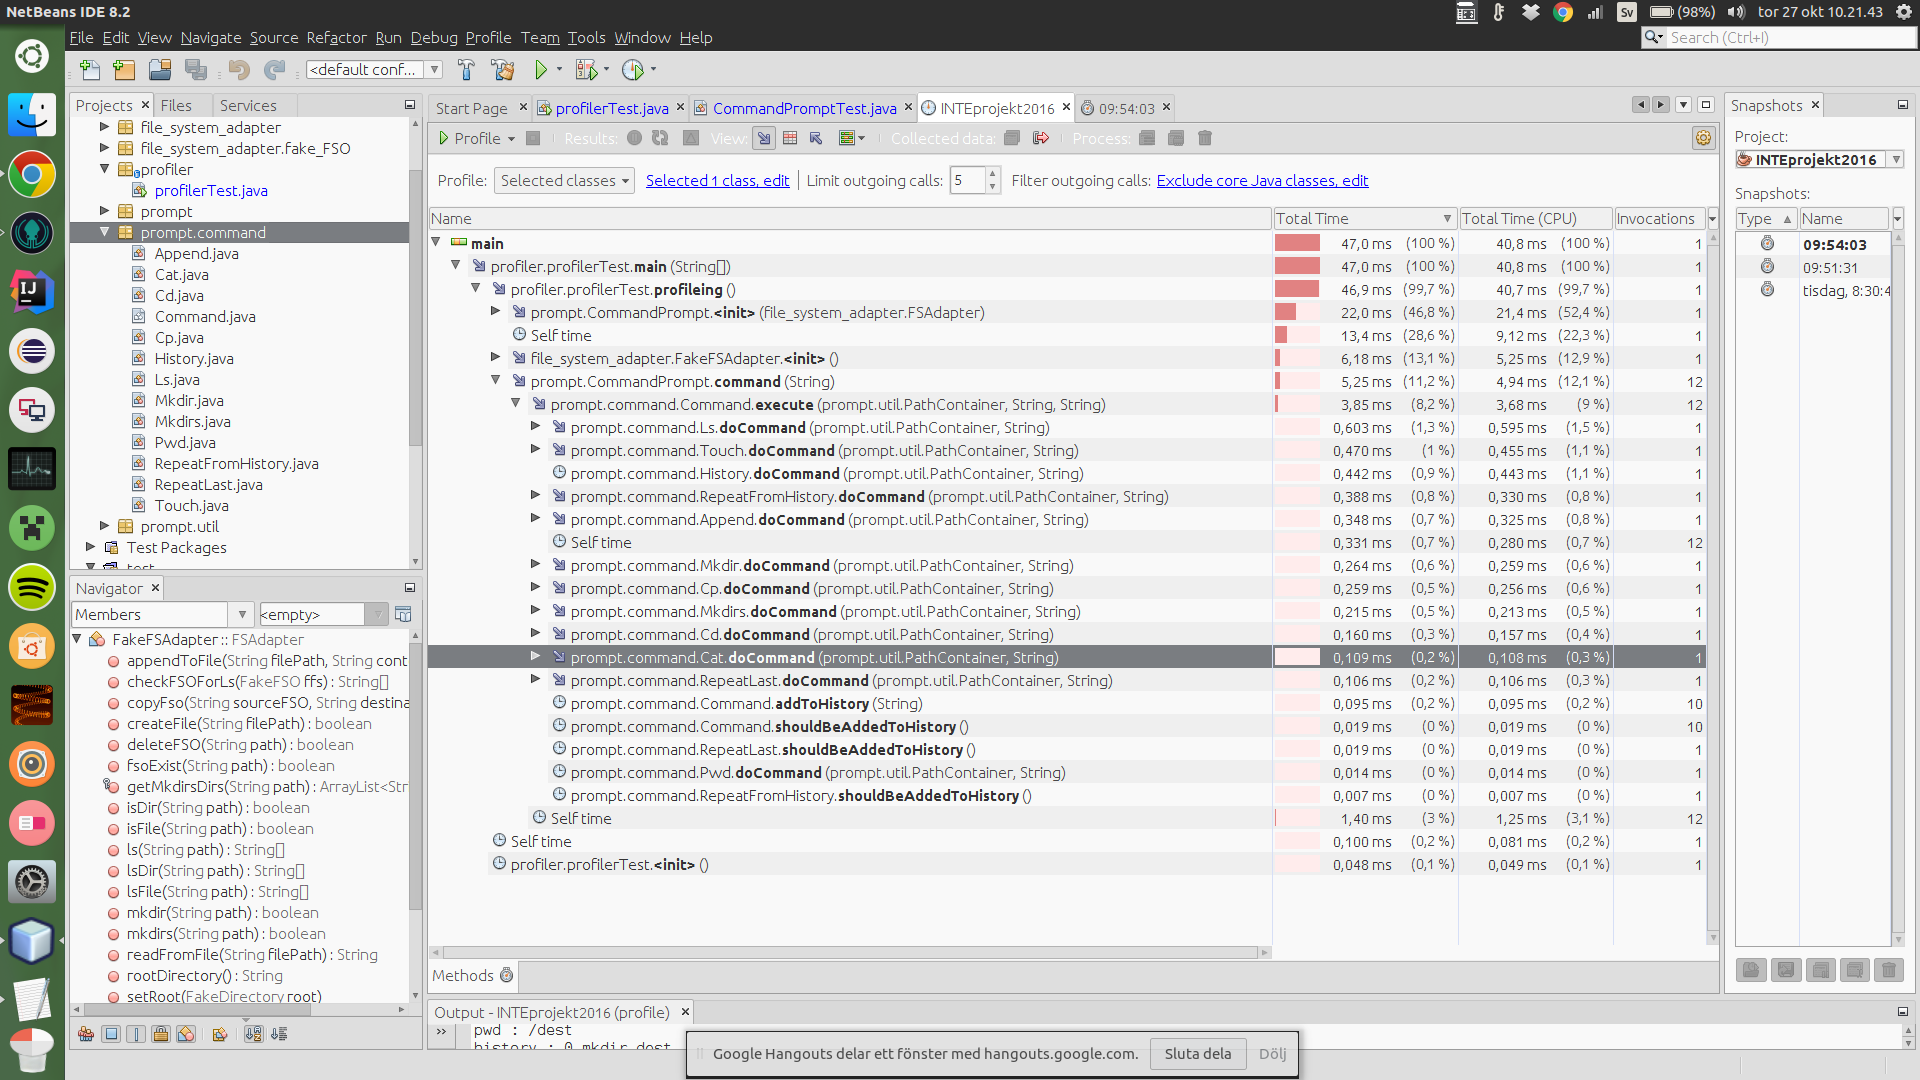 NetBeans IDE 8.2
Sv (98%) tor 27 okt 10.21.43
File Edit View Navigate Source Refactor Run Debug Profile Team Tools Window Help
Search (Ctrl+I)
<default conf...
Projects Files Services
file_system_adapter
file_system_adapter.fake_FSO
profiler
profilerTest.java
prompt
prompt.command
Append.java
Cat.java
Cd.java
Command.java
Cp.java
History.java
Ls.java
Mkdir.java
Mkdirs.java
Pwd.java
RepeatFromHistory.java
RepeatLast.java
Touch.java
prompt.util
Test Packages
test
Navigator
Members <empty>
FakeFSAdapter :: FSAdapter
appendToFile(String filePath, String cont
checkFSOForLs(FakeFSO ffs) : String[]
copyFso(String sourceFSO, String destina
createFile(String filePath) : boolean
deleteFSO(String path) : boolean
fsoExist(String path) : boolean
getMkdirsDirs(String path) : ArrayList<Str
isDir(String path) : boolean
isFile(String path) : boolean
ls(String path) : String[]
lsDir(String path) : String[]
lsFile(String path) : String[]
mkdir(String path) : boolean
mkdirs(String path) : boolean
readFromFile(String filePath) : String
rootDirectory() : String
setRoot(FakeDirectory root)
Start Page profilerTest.java CommandPromptTest.java INTEprojekt2016 09:54:03
Profile Results: View: Collected data: Process:
Profile: Selected classes Selected 1 class, edit Limit outgoing calls: 5 Filter outgoing calls: Exclude core Java classes, edit
Name Total Time Total Time (CPU) Invocations
main 47,0 ms (100 %) 40,8 ms (100 %) 1
profiler.profilerTest.main (String[]) 47,0 ms (100 %) 40,8 ms (100 %) 1
profiler.profilerTest.profileing () 46,9 ms (99,7 %) 40,7 ms (99,7 %) 1
prompt.CommandPrompt.<init> (file_system_adapter.FSAdapter) 22,0 ms (46,8 %) 21,4 ms (52,4 %) 1
Self time 13,4 ms (28,6 %) 9,12 ms (22,3 %) 1
file_system_adapter.FakeFSAdapter.<init> () 6,18 ms (13,1 %) 5,25 ms (12,9 %) 1
prompt.CommandPrompt.command (String) 5,25 ms (11,2 %) 4,94 ms (12,1 %) 12
prompt.command.Command.execute (prompt.util.PathContainer, String, String) 3,85 ms (8,2 %) 3,68 ms (9 %) 12
prompt.command.Ls.doCommand (prompt.util.PathContainer, String) 0,603 ms (1,3 %) 0,595 ms (1,5 %) 1
prompt.command.Touch.doCommand (prompt.util.PathContainer, String) 0,470 ms (1 %) 0,455 ms (1,1 %) 1
prompt.command.History.doCommand (prompt.util.PathContainer, String) 0,442 ms (0,9 %) 0,443 ms (1,1 %) 1
prompt.command.RepeatFromHistory.doCommand (prompt.util.PathContainer, String) 0,388 ms (0,8 %) 0,330 ms (0,8 %) 1
prompt.command.Append.doCommand (prompt.util.PathContainer, String) 0,348 ms (0,7 %) 0,325 ms (0,8 %) 1
Self time 0,331 ms (0,7 %) 0,280 ms (0,7 %) 12
prompt.command.Mkdir.doCommand (prompt.util.PathContainer, String) 0,264 ms (0,6 %) 0,259 ms (0,6 %) 1
prompt.command.Cp.doCommand (prompt.util.PathContainer, String) 0,259 ms (0,5 %) 0,256 ms (0,6 %) 1
prompt.command.Mkdirs.doCommand (prompt.util.PathContainer, String) 0,215 ms (0,5 %) 0,213 ms (0,5 %) 1
prompt.command.Cd.doCommand (prompt.util.PathContainer, String) 0,160 ms (0,3 %) 0,157 ms (0,4 %) 1
prompt.command.Cat.doCommand (prompt.util.PathContainer, String) 0,109 ms (0,2 %) 0,108 ms (0,3 %) 1
prompt.command.RepeatLast.doCommand (prompt.util.PathContainer, String) 0,106 ms (0,2 %) 0,106 ms (0,3 %) 1
prompt.command.Command.addToHistory (String) 0,095 ms (0,2 %) 0,095 ms (0,2 %) 10
prompt.command.Command.shouldBeAddedToHistory () 0,019 ms (0 %) 0,019 ms (0 %) 10
prompt.command.RepeatLast.shouldBeAddedToHistory () 0,019 ms (0 %) 0,019 ms (0 %) 1
prompt.command.Pwd.doCommand (prompt.util.PathContainer, String) 0,014 ms (0 %) 0,014 ms (0 %) 1
prompt.command.RepeatFromHistory.shouldBeAddedToHistory () 0,007 ms (0 %) 0,007 ms (0 %) 1
Self time 1,40 ms (3 %) 1,25 ms (3,1 %) 12
Self time 0,100 ms (0,2 %) 0,081 ms (0,2 %) 1
profiler.profilerTest.<init> () 0,048 ms (0,1 %) 0,049 ms (0,1 %) 1
Methods
Output - INTEprojekt2016 (profile)
pwd : /dest
history : 0 mkdir dest
Snapshots
Project:
INTEprojekt2016
Snapshots:
Type Name
09:54:03
09:51:31
tisdag, 8:30:4
Google Hangouts delar ett fönster med hangouts.google.com. Sluta dela Dölj